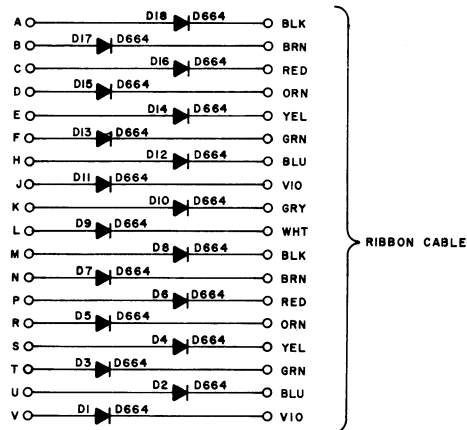 A D18 D664 BLK
B D17 D664 BRN
C D16 D664 RED
D D15 D664 ORN
E D14 D664 YEL
F D13 D664 GRN
H D12 D664 BLU
J D11 D664 VIO
K D10 D664 GRY
L D9 D664 WHT
M D8 D664 BLK
RIBBON CABLE
N D7 D664 BRN
P D6 D664 RED
R D5 D664 ORN
S D4 D664 YEL
T D3 D664 GRN
U D2 D664 BLU
V D1 D664 VIO